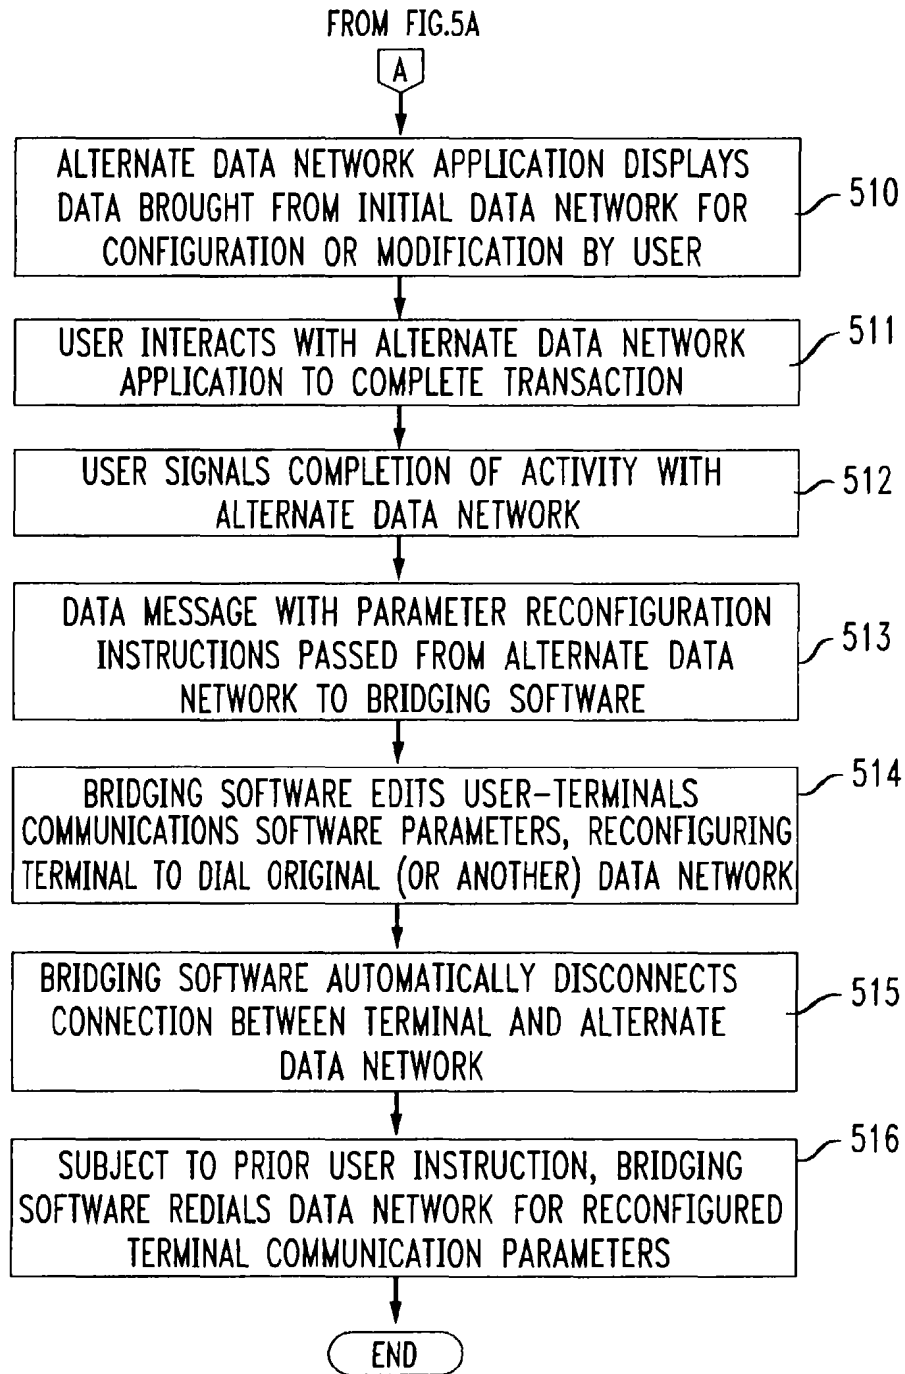 FROM FIG.5A
A
ALTERNATE DATA NETWORK APPLICATION DISPLAYS
DATA BROUGHT FROM INITIAL DATA NETWORK FOR
CONFIGURATION OR MODIFICATION BY USER
510
USER INTERACTS WITH ALTERNATE DATA NETWORK
APPLICATION TO COMPLETE TRANSACTION
511
USER SIGNALS COMPLETION OF ACTIVITY WITH
ALTERNATE DATA NETWORK
512
DATA MESSAGE WITH PARAMETER RECONFIGURATION
INSTRUCTIONS PASSED FROM ALTERNATE DATA
NETWORK TO BRIDGING SOFTWARE
513
BRIDGING SOFTWARE EDITS USER-TERMINALS
COMMUNICATIONS SOFTWARE PARAMETERS, RECONFIGURING
TERMINAL TO DIAL ORIGINAL (OR ANOTHER) DATA NETWORK
514
BRIDGING SOFTWARE AUTOMATICALLY DISCONNECTS
CONNECTION BETWEEN TERMINAL AND ALTERNATE
DATA NETWORK
515
SUBJECT TO PRIOR USER INSTRUCTION, BRIDGING
SOFTWARE REDIALS DATA NETWORK FOR RECONFIGURED
TERMINAL COMMUNICATION PARAMETERS
516
END